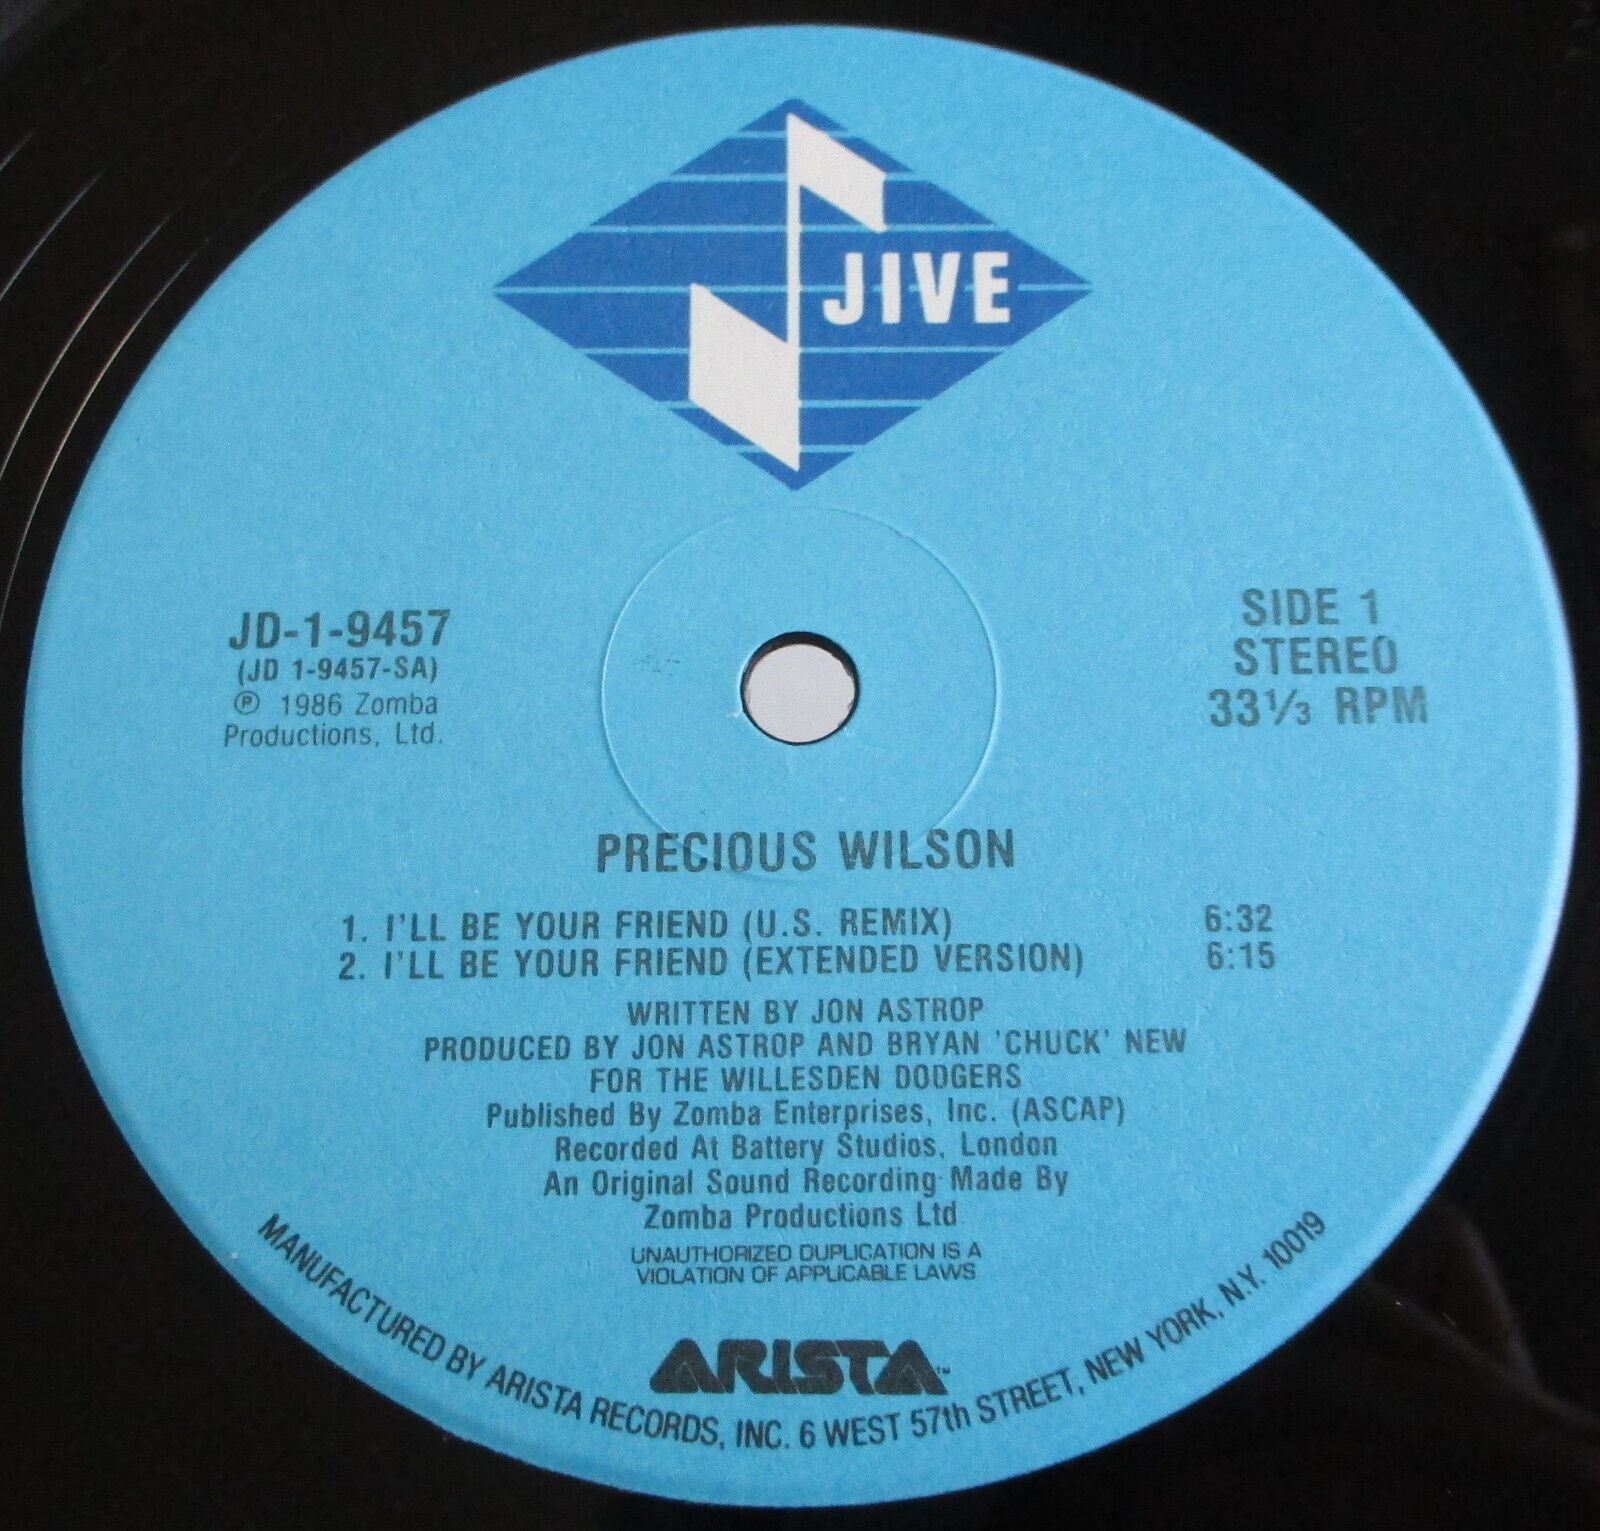 JIVE
JD-1-9457
(JD 1-9457-SA)
℗ 1986 Zomba
Productions, Ltd.
SIDE 1
STEREO
33⅓ RPM
PRECIOUS WILSON
1. I'LL BE YOUR FRIEND (U.S. REMIX) 6:32
2. I'LL BE YOUR FRIEND (EXTENDED VERSION) 6:15
WRITTEN BY JON ASTROP
PRODUCED BY JON ASTROP AND BRYAN 'CHUCK' NEW
FOR THE WILLESDEN DODGERS
Published By Zomba Enterprises, Inc. (ASCAP)
Recorded At Battery Studios, London
An Original Sound Recording Made By
Zomba Productions Ltd
UNAUTHORIZED DUPLICATION IS A
VIOLATION OF APPLICABLE LAWS
ARISTA™
MANUFACTURED BY ARISTA RECORDS, INC. 6 WEST 57th STREET, NEW YORK, N.Y. 10019